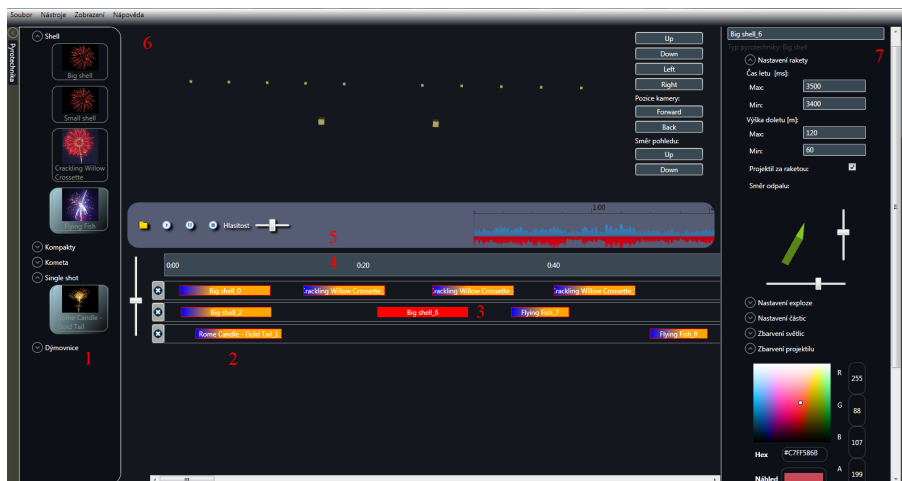 Soubor Nástroje Zobrazení Nápověda
Pyrotechnika
Shell
Big shell
Small shell
Crackling Willow
Crossette
Flying Fish
Kompakty
Kometa
Single shot
Rome Candle -
Gold Tail
Dýmovnice
1
6
Up
Down
Left
Right
Pozice kamery:
Forward
Back
Směr pohledu:
Up
Down
Hlasitost
1:00
5
4
0:00 0:20 0:40
Big shell_0 Crackling Willow Crossette_ Crackling Willow Crossette_ Crackling Willow Crossette_
Big shell_2 Big shell_6 3 Flying Fish_7
Rome Candle - Gold Tail_1 Flying Fish_8
2
Big shell_6
Typ pyrotechniky: Big shell
7
Nastavení rakety
Čas letu [ms]:
Max: 3500
Min: 3400
Výška doletu [m]:
Max: 120
Min: 60
Projektil za raketou:
Směr odpalu:
Nastavení exploze
Nastavení částic
Zbarvení světlic
Zbarvení projektilu
R 255
G 88
B 107
Hex #C7FF586B
A 199
Náhled